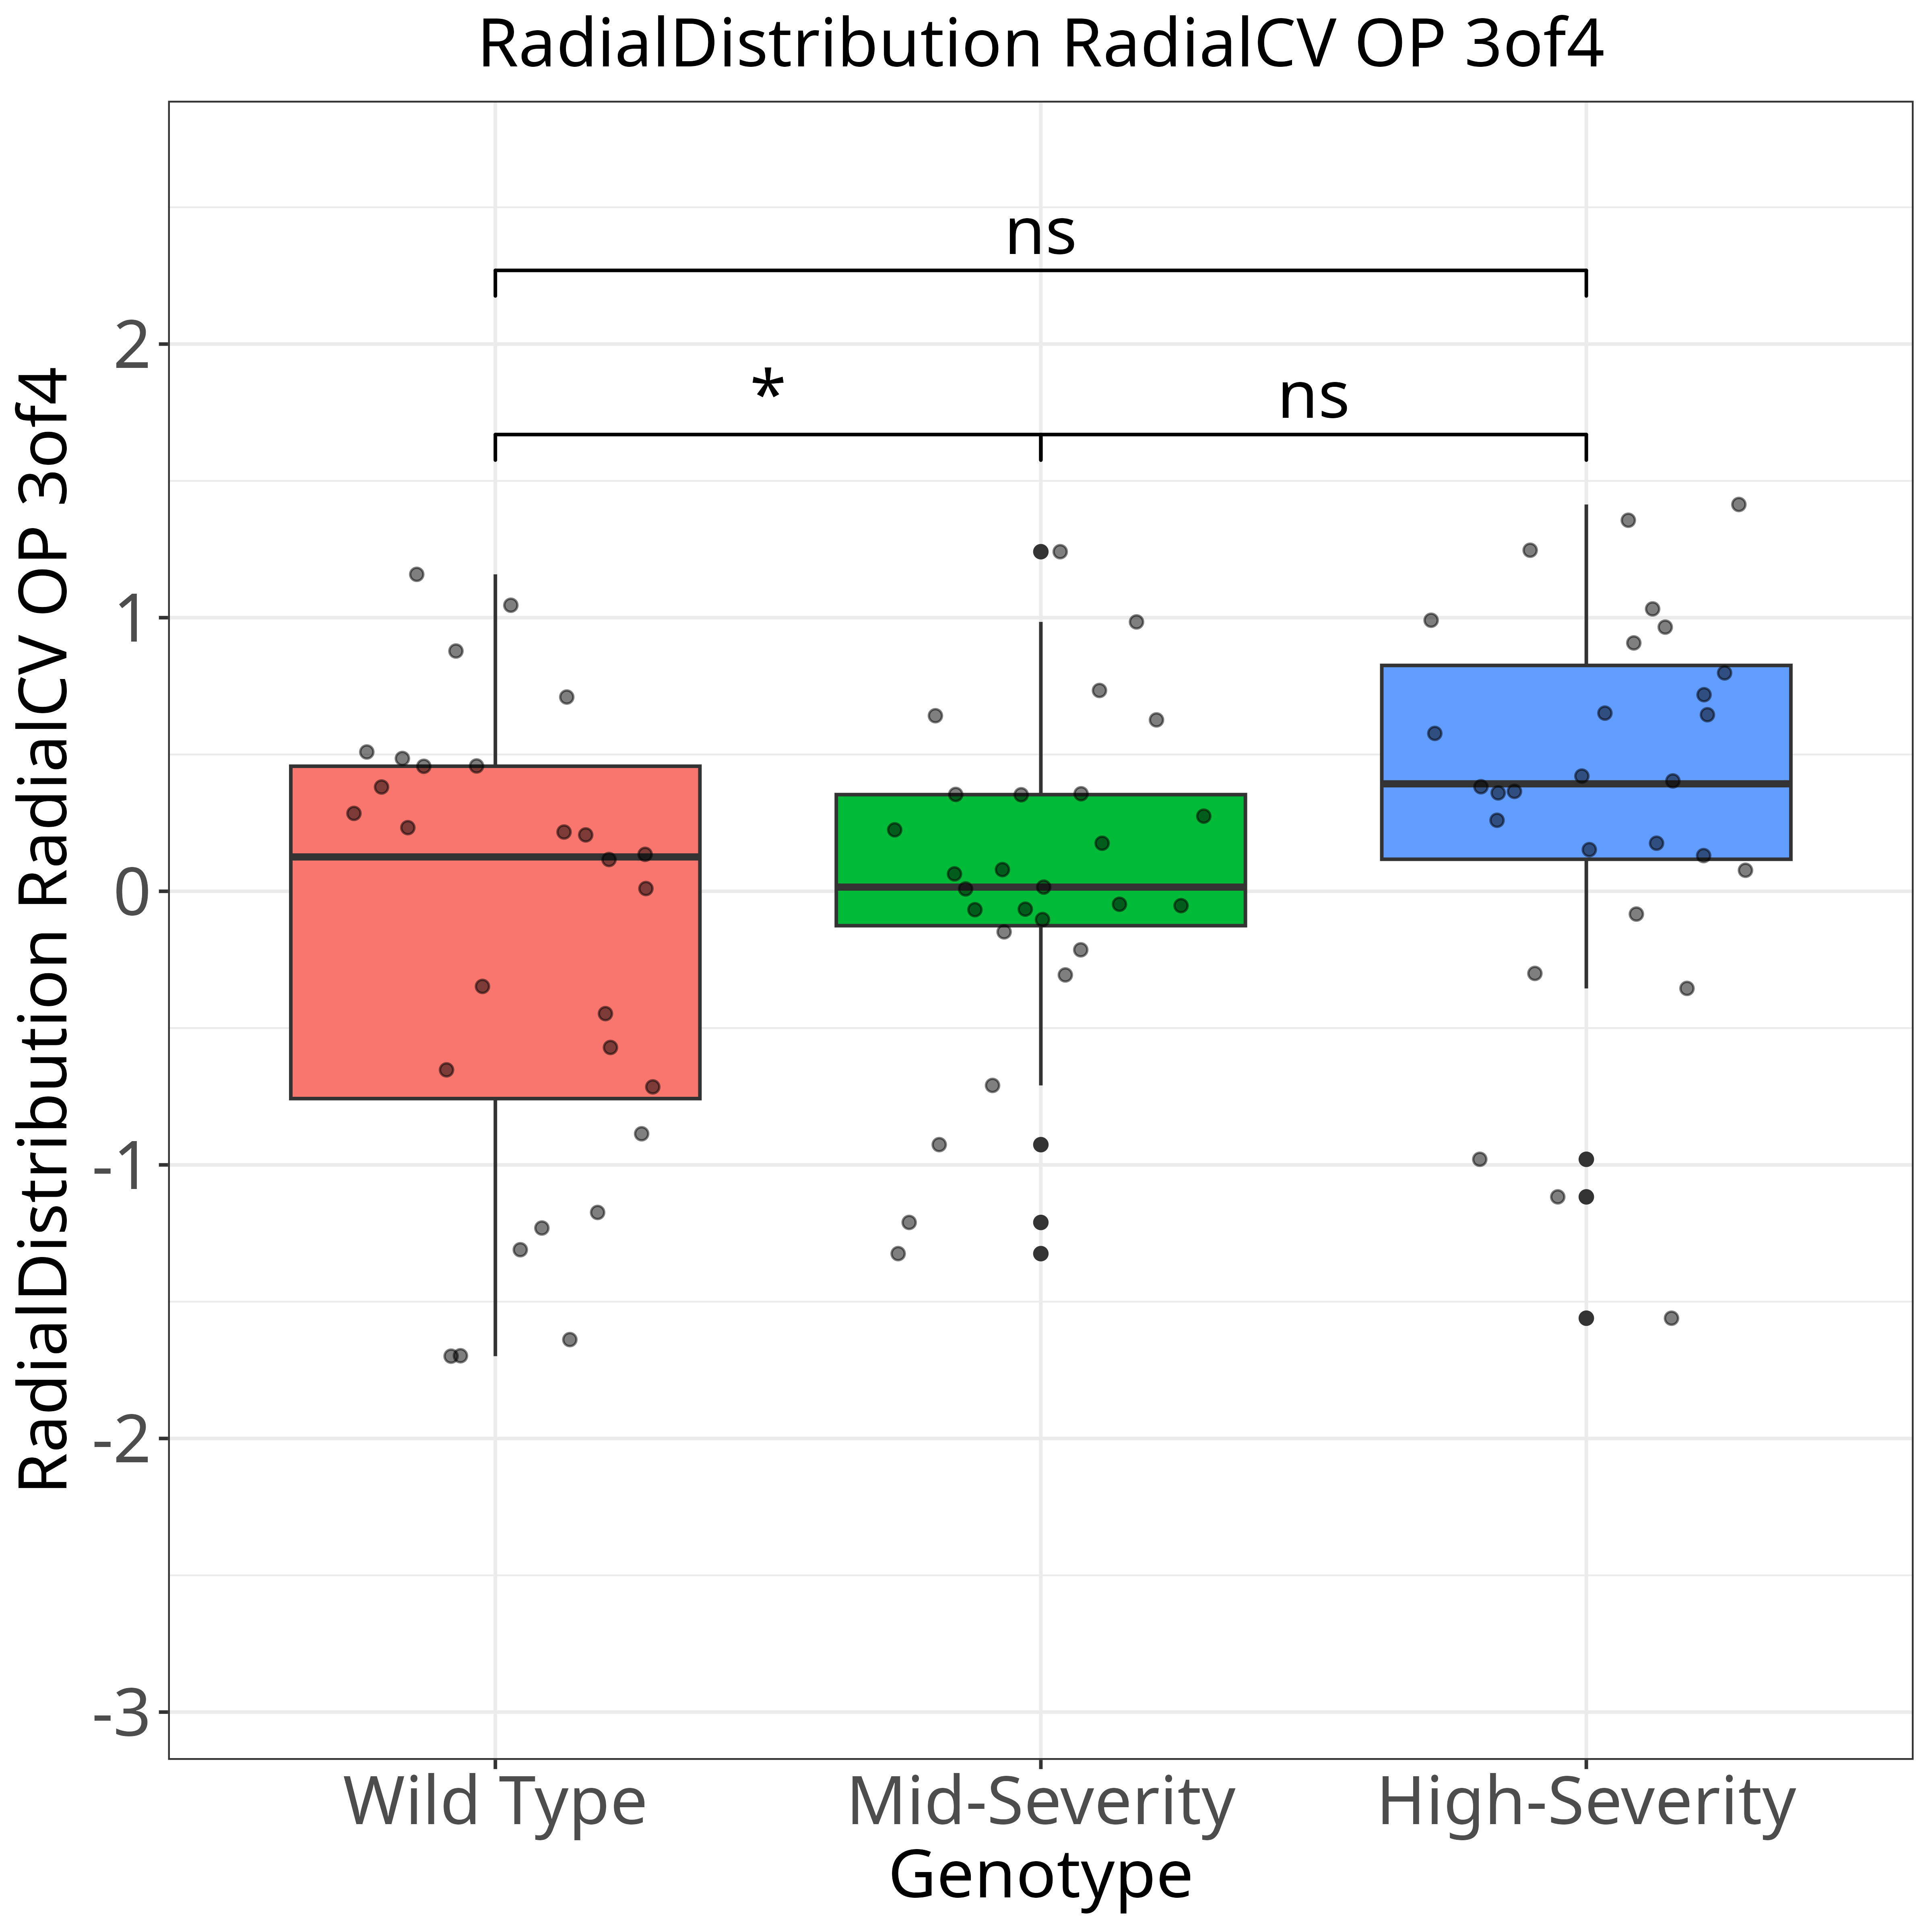 RadialDistribution RadialCV OP 3of4
RadialDistribution RadialCV OP 3of4
ns
*
ns
2
1
0
-1
-2
-3
Wild Type
Mid-Severity
High-Severity
Genotype